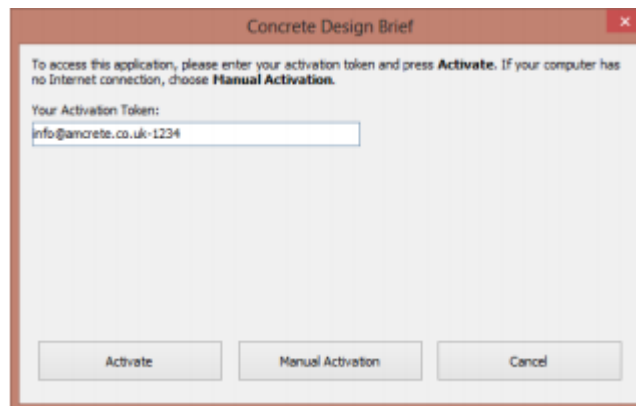 Concrete Design Brief
To access this application, please enter your activation token and press Activate. If your computer has
no Internet connection, choose Manual Activation.
Your Activation Token:
info@amcrete.co.uk-1234
Activate
Manual Activation
Cancel